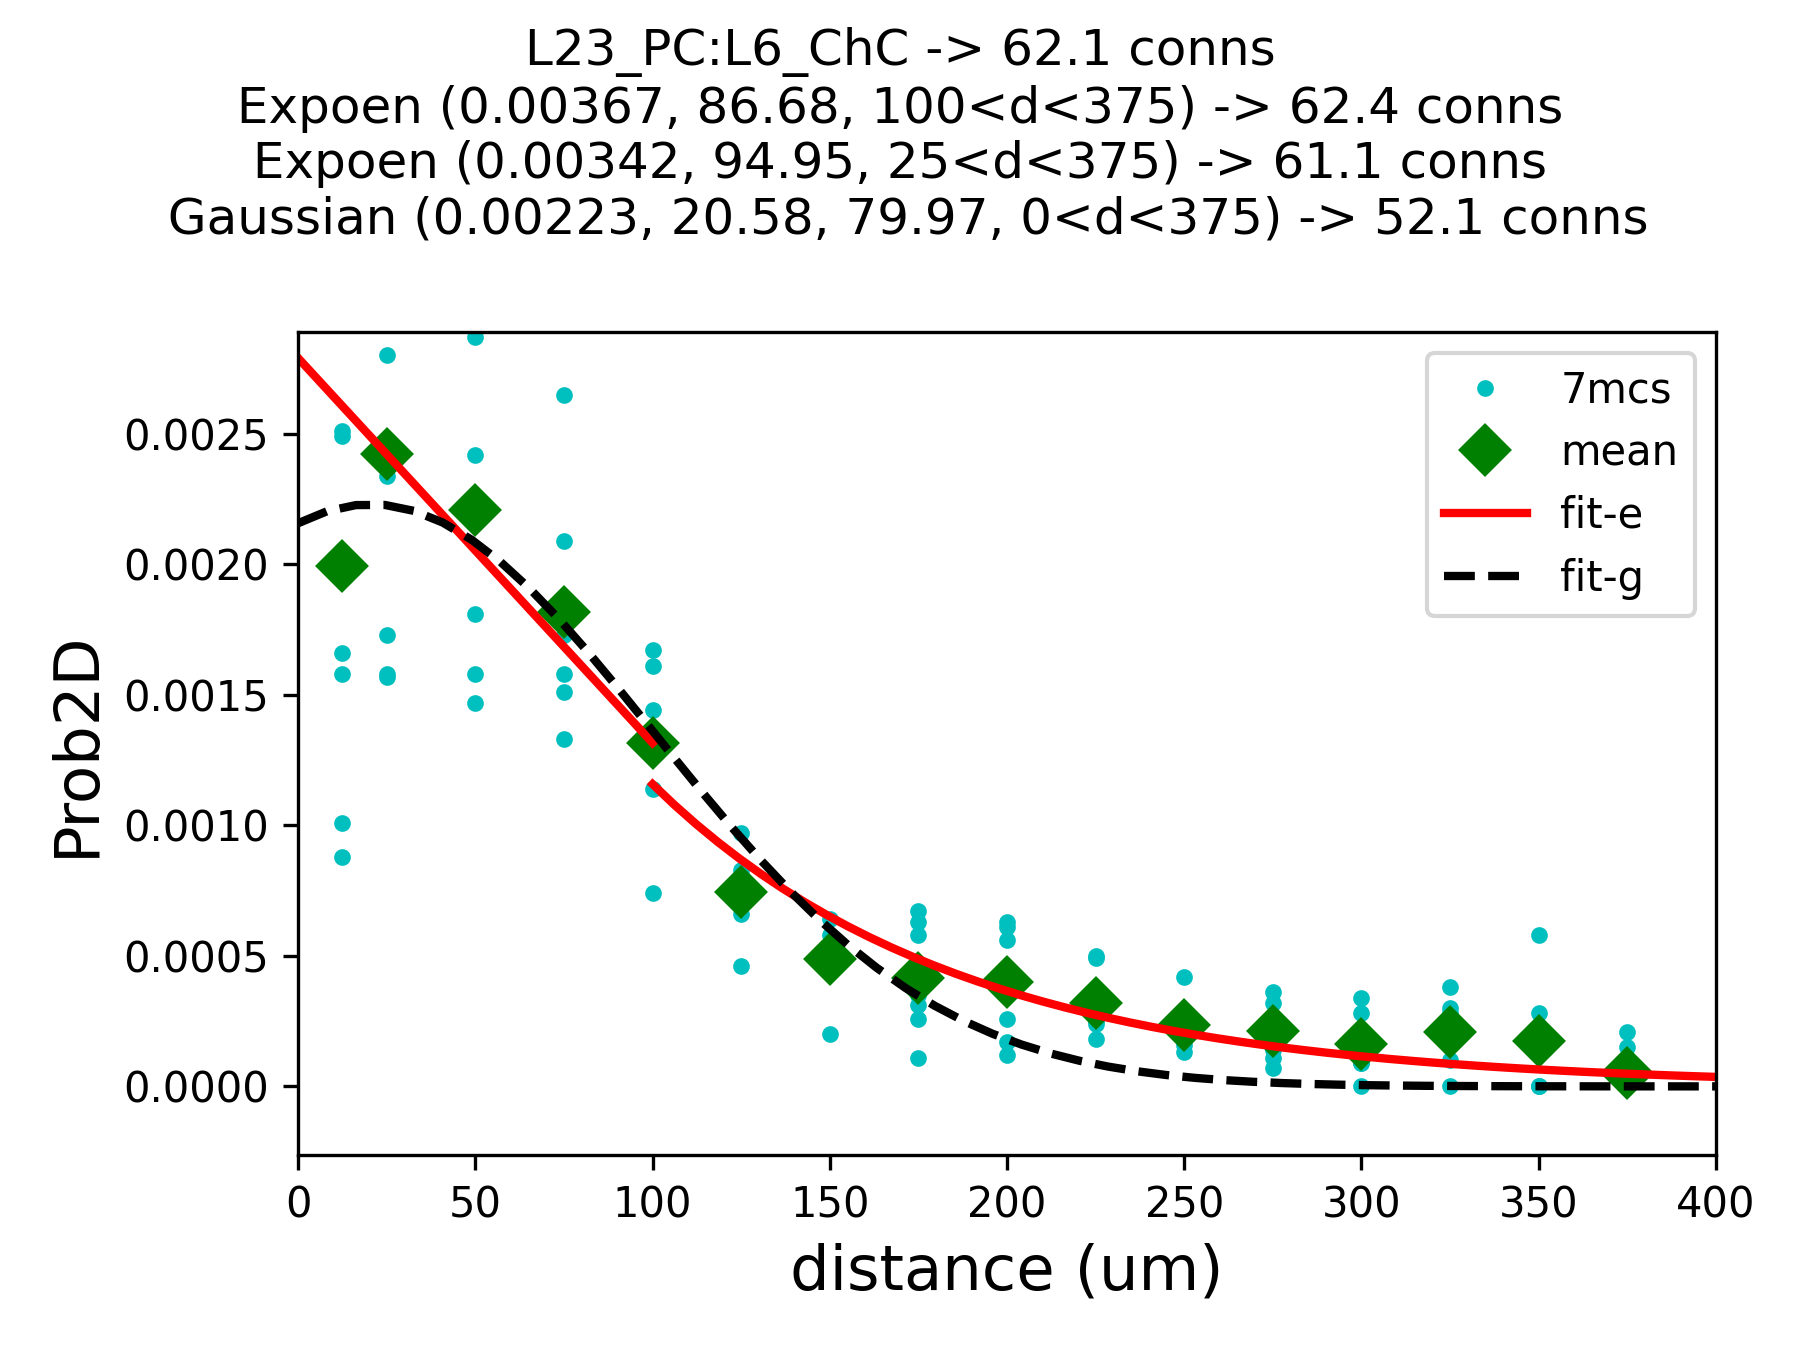 L23_PC:L6_ChC -> 62.1 conns
Expoen (0.00367, 86.68, 100<d<375) -> 62.4 conns
Expoen (0.00342, 94.95, 25<d<375) -> 61.1 conns
Gaussian (0.00223, 20.58, 79.97, 0<d<375) -> 52.1 conns
7mcs
mean
fit-e
fit-g
Prob2D
0.0025
0.0020
0.0015
0.0010
0.0005
0.0000
0 50 100 150 200 250 300 350 400
distance (um)